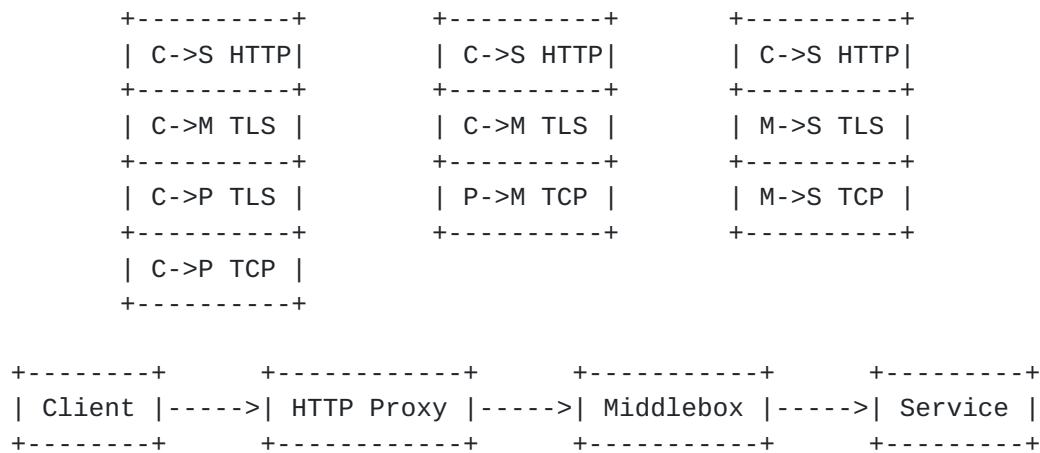 +----------+        +----------+       +----------+
| C->S HTTP|        | C->S HTTP|       | C->S HTTP|
+----------+        +----------+       +----------+
| C->M TLS |        | C->M TLS |       | M->S TLS |
+----------+        +----------+       +----------+
| C->P TLS |        | P->M TCP |       | M->S TCP |
+----------+        +----------+       +----------+
| C->P TCP |
+----------+
+--------+      +------------+      +-----------+      +---------+
| Client |----->| HTTP Proxy |----->| Middlebox |----->| Service |
+--------+      +------------+      +-----------+      +---------+